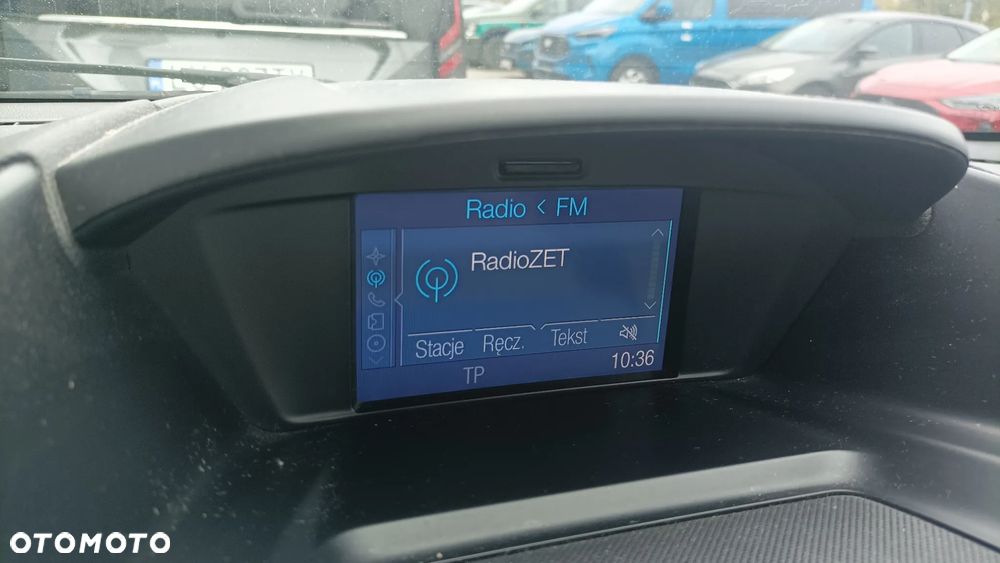 Radio < FM
RadioZET
Stacje Ręcz. Tekst
TP 10:36
OTOMOTO